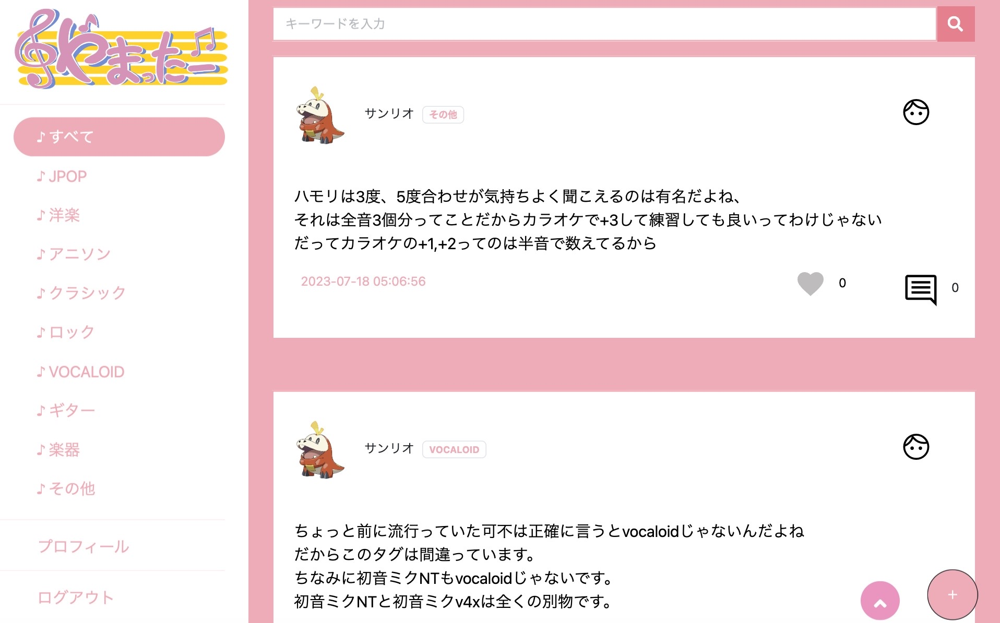 やまったー
♪すべて
♪JPOP
♪洋楽
♪アニソン
♪クラシック
♪ロック
♪VOCALOID
♪ギター
♪楽器
♪その他
プロフィール
ログアウト
キーワードを入力
サンリオ その他
ハモリは3度、5度合わせが気持ちよく聞こえるのは有名だよね、
それは全音3個分ってことだからカラオケで+3して練習しても良いってわけじゃない
だってカラオケの+1,+2ってのは半音で数えてるから
2023-07-18 05:06:56 0 0
サンリオ VOCALOID
ちょっと前に流行っていた可不は正確に言うとvocaloidじゃないんだよね
だからこのタグは間違っています。
ちなみに初音ミクNTもvocaloidじゃないです。
初音ミクNTと初音ミクv4xは全くの別物です。
+